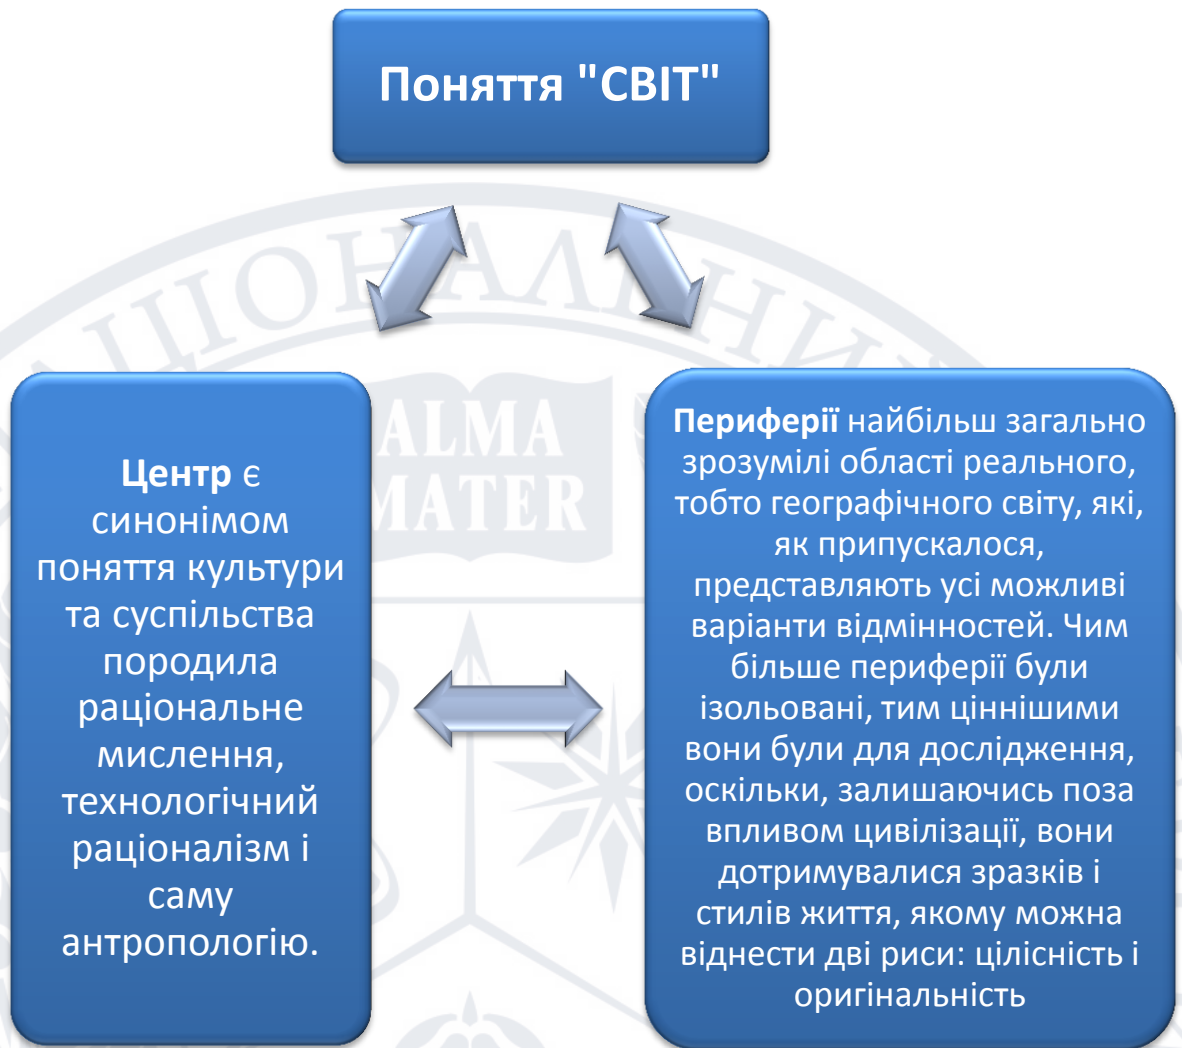 Поняття "СВІТ"
Центр є
синонімом
поняття культури
та суспільства
породила
раціональне
мислення,
технологічний
раціоналізм і
саму
антропологію.
Периферії найбільш загально
зрозумілі області реального,
тобто географічного світу, які,
як припускалося,
представляють усі можливі
варіанти відмінностей. Чим
більше периферії були
ізольовані, тим ціннішими
вони були для дослідження,
оскільки, залишаючись поза
впливом цивілізації, вони
дотримувалися зразків і
стилів життя, якому можна
віднести дві риси: цілісність і
оригінальність
АЦІОНАЛЬНИЙ
ALMA
MATER